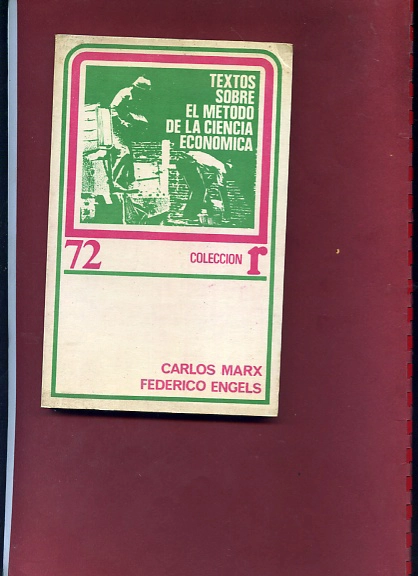 TEXTOS
SOBRE
EL METODO
DE LA CIENCIA
ECONOMICA
72
COLECCION r
CARLOS MARX
FEDERICO ENGELS